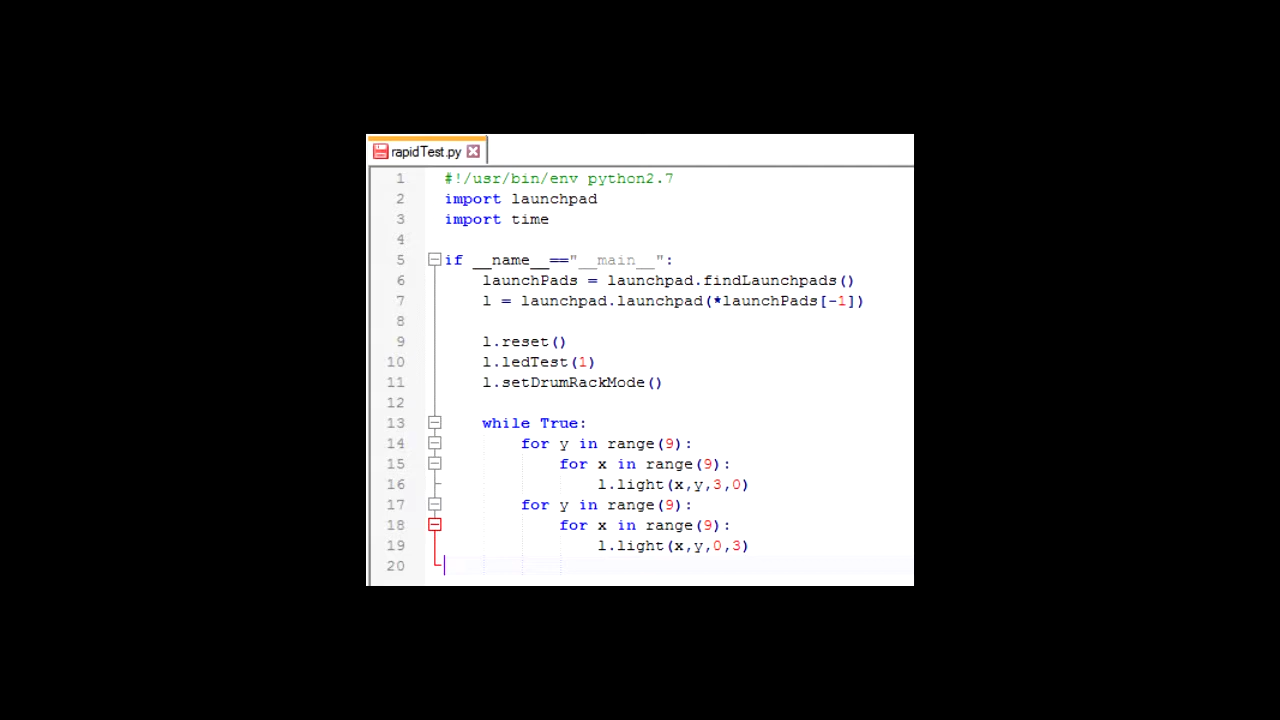 rapidTest.py
1 #!/usr/bin/env python2.7
2 import launchpad
3 import time
4
5 if __name__=="__main__":
6 launchPads = launchpad.findLaunchpads()
7 l = launchpad.launchpad(*launchPads[-1])
8
9 l.reset()
10 l.ledTest(1)
11 l.setDrumRackMode()
12
13 while True:
14 for y in range(9):
15 for x in range(9):
16 l.light(x,y,3,0)
17 for y in range(9):
18 for x in range(9):
19 l.light(x,y,0,3)
20